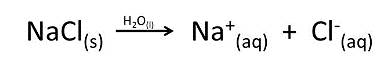 NaCl(s) H₂O(l) → Na⁺(aq) + Cl⁻(aq)